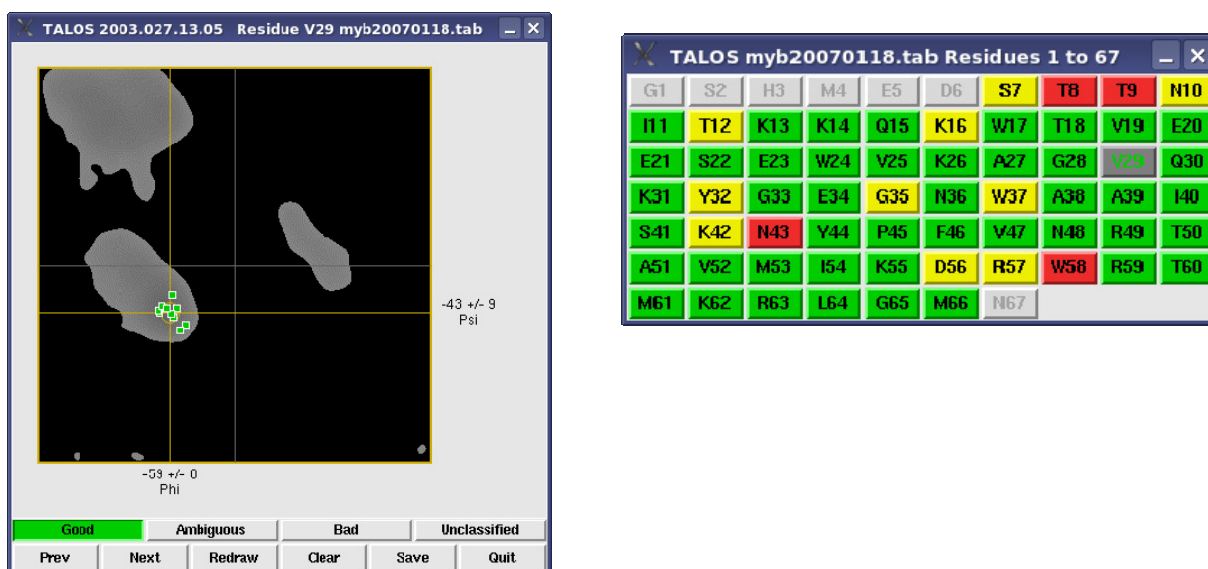 TALOS 2003.027.13.05 Residue V29 myb20070118.tab
-43 +/- 9
Psi
-59 +/- 0
Phi
Good Ambiguous Bad Unclassified
Prev Next Redraw Clear Save Quit
TALOS myb20070118.tab Residues 1 to 67
G1 S2 H3 M4 E5 D6 S7 T8 T9 N10
I11 T12 K13 K14 Q15 K16 W17 T18 V19 E20
E21 S22 E23 W24 V25 K26 A27 G28 V29 Q30
K31 Y32 G33 E34 G35 N36 W37 A38 A39 I40
S41 K42 N43 Y44 P45 F46 V47 N48 R49 T50
A51 V52 M53 I54 K55 D56 R57 W58 R59 T60
M61 K62 R63 L64 G65 M66 N67